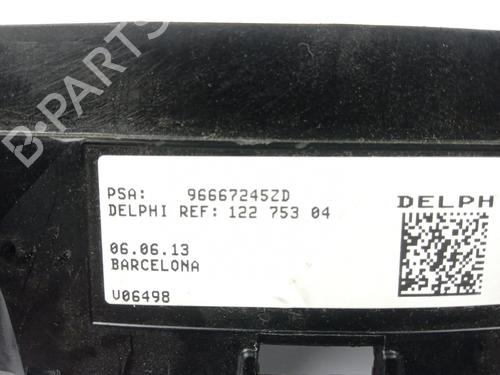 B-PARTS
PSA: 96667245ZD
DELPHI REF: 122 753 04
DELPH
06.06.13
BARCELONA
V06498